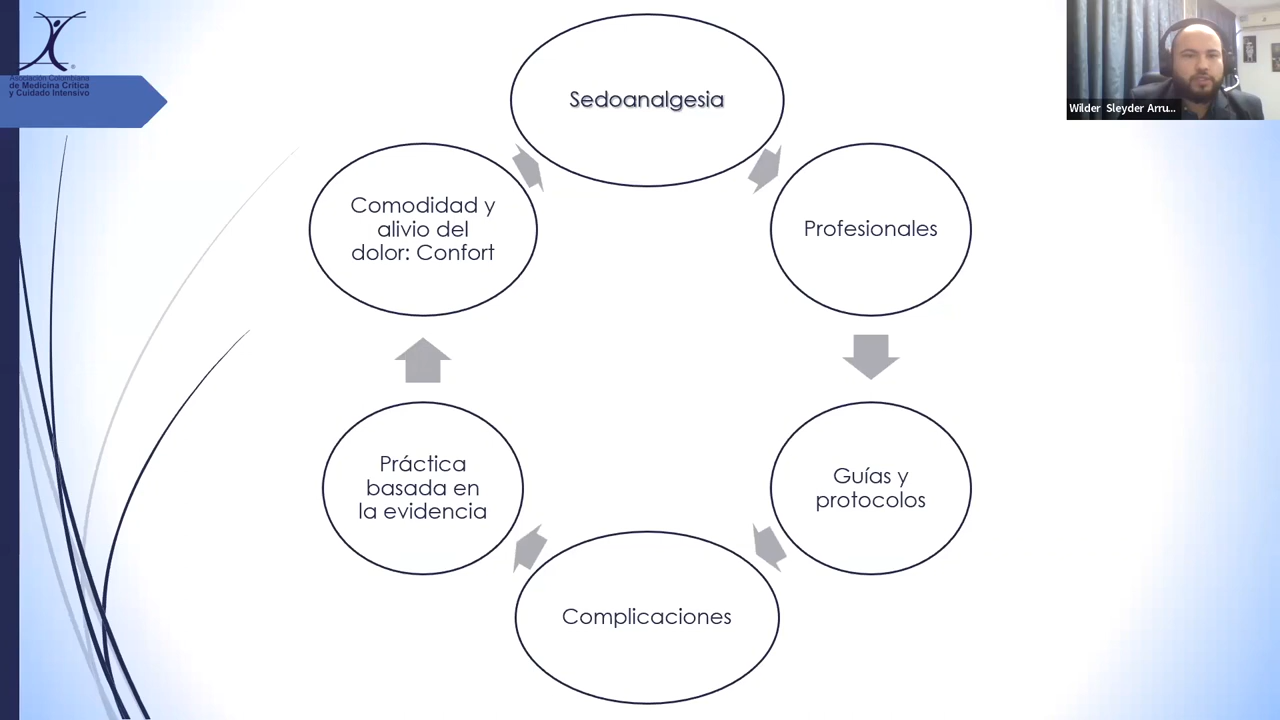 Asociación Colombiana
de Medicina Crítica
y Cuidado Intensivo
Wilder Sleyder Arru...
Sedoanalgesia
Profesionales
Guías y
protocolos
Complicaciones
Práctica
basada en
la evidencia
Comodidad y
alivio del
dolor: Confort